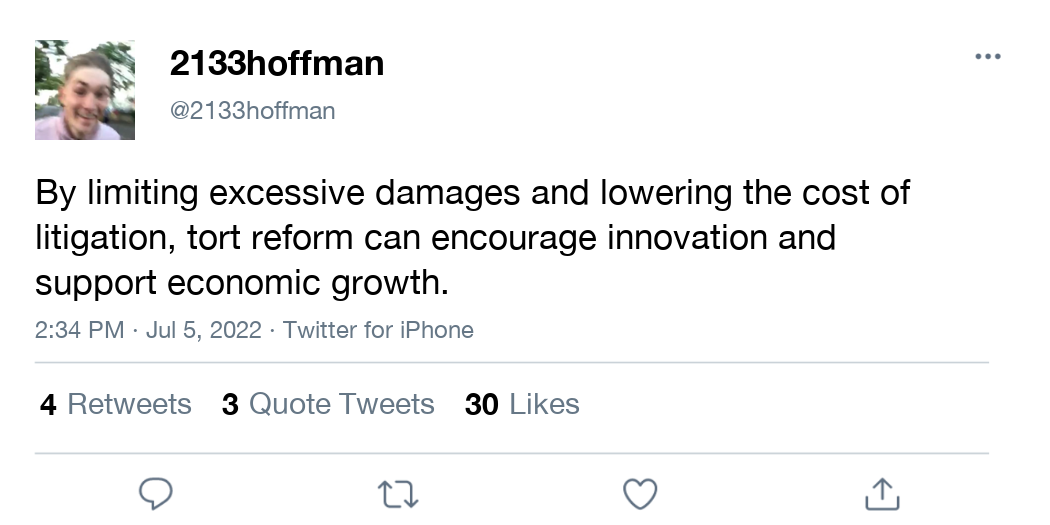 2133hoffman
@2133hoffman
By limiting excessive damages and lowering the cost of
litigation, tort reform can encourage innovation and
support economic growth.
2:34 PM · Jul 5, 2022 · Twitter for iPhone
4 Retweets 3 Quote Tweets 30 Likes